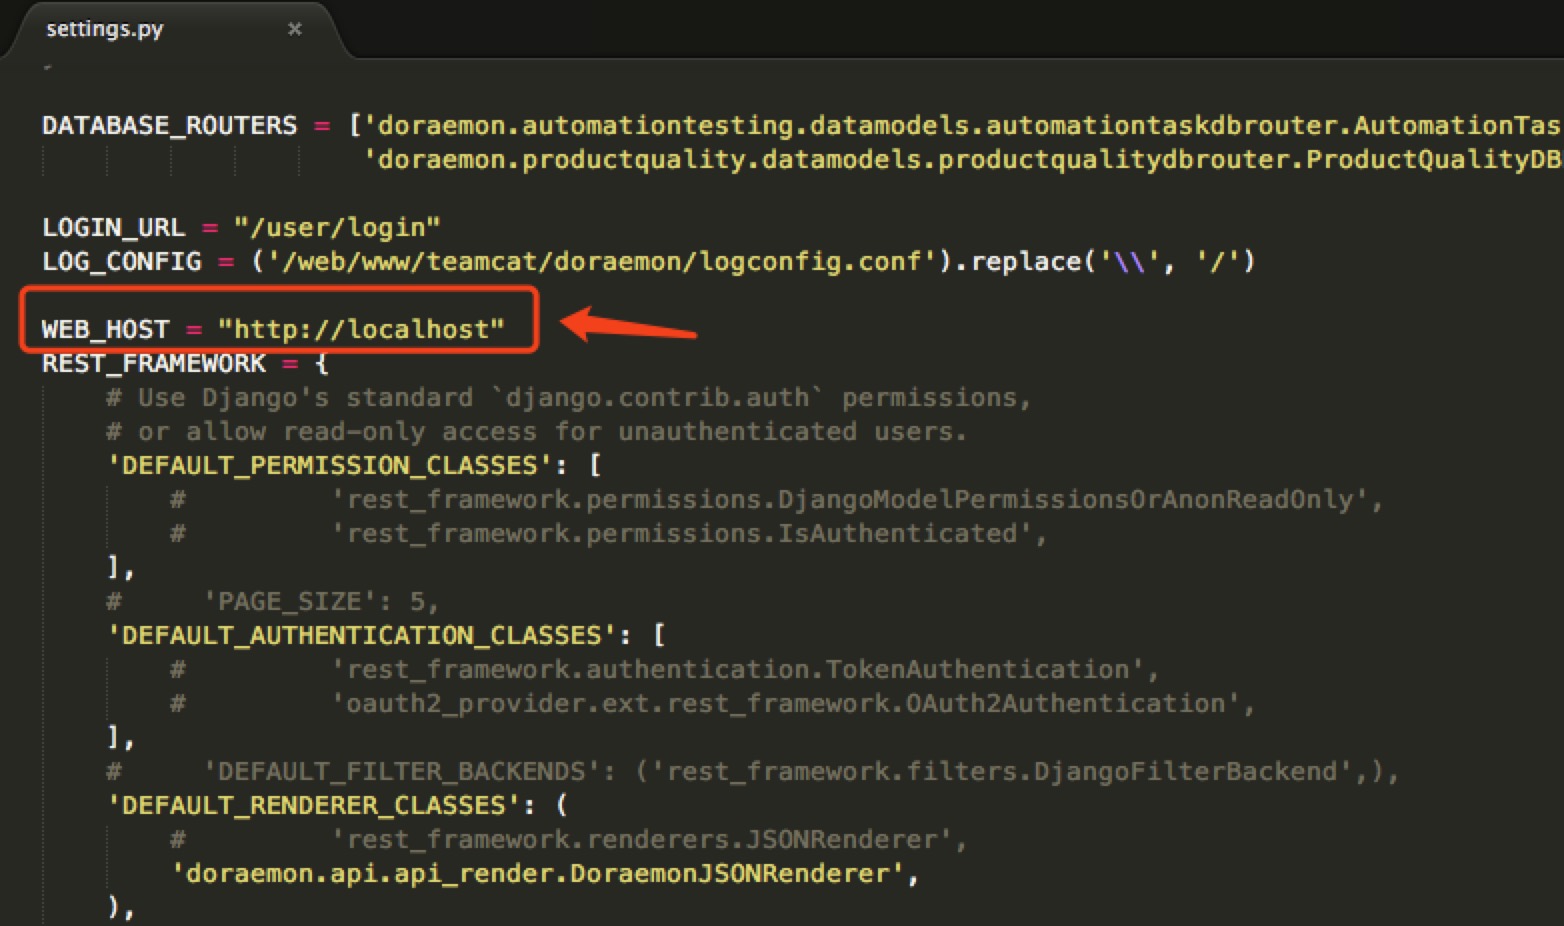 settings.py ×
DATABASE_ROUTERS = ['doraemon.automationtesting.datamodels.automationtaskdbrouter.AutomationTas
'doraemon.productquality.datamodels.productqualitydbrouter.ProductQualityDB
LOGIN_URL = "/user/login"
LOG_CONFIG = ('/web/www/teamcat/doraemon/logconfig.conf').replace('\\', '/')
WEB_HOST = "http://localhost"
REST_FRAMEWORK = {
# Use Django's standard `django.contrib.auth` permissions,
# or allow read-only access for unauthenticated users.
'DEFAULT_PERMISSION_CLASSES': [
# 'rest_framework.permissions.DjangoModelPermissionsOrAnonReadOnly',
# 'rest_framework.permissions.IsAuthenticated',
],
# 'PAGE_SIZE': 5,
'DEFAULT_AUTHENTICATION_CLASSES': [
# 'rest_framework.authentication.TokenAuthentication',
# 'oauth2_provider.ext.rest_framework.OAuth2Authentication',
],
# 'DEFAULT_FILTER_BACKENDS': ('rest_framework.filters.DjangoFilterBackend',),
'DEFAULT_RENDERER_CLASSES': (
# 'rest_framework.renderers.JSONRenderer',
'doraemon.api.api_render.DoraemonJSONRenderer',
),